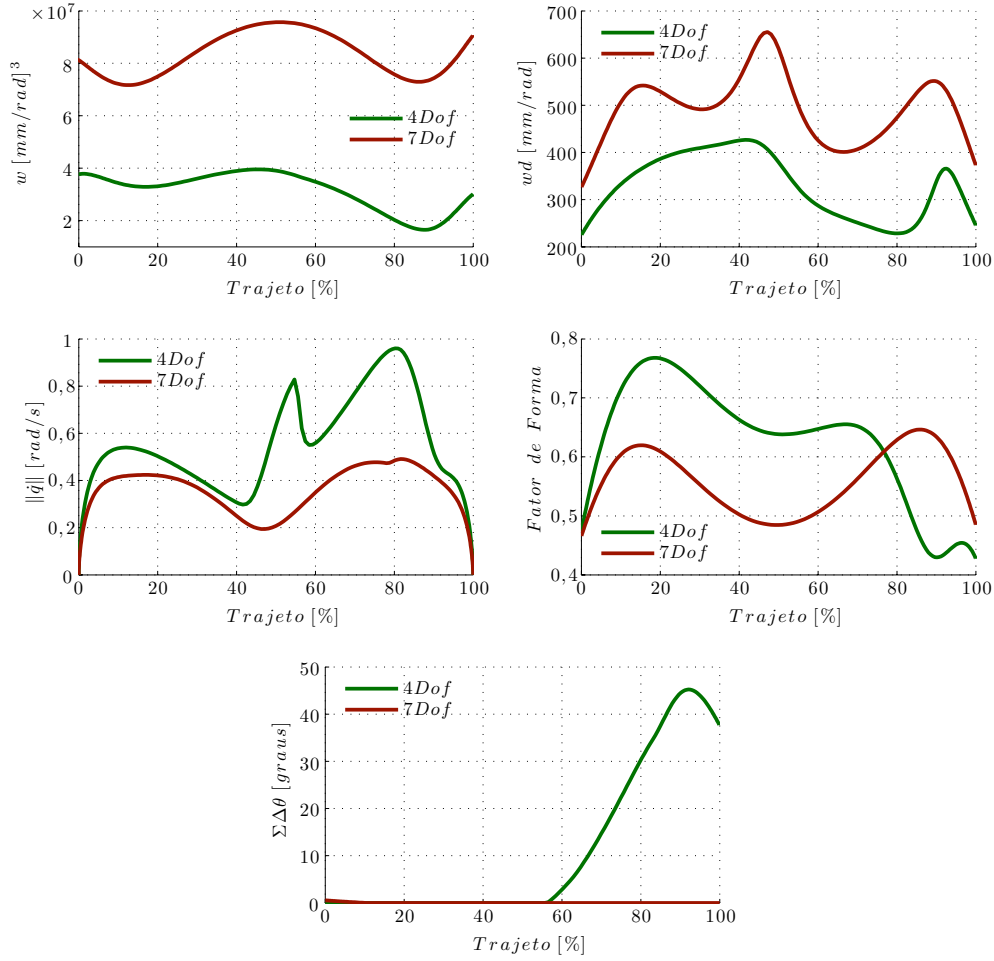 ×10⁷
8
6
4
2
0 20 40 60 80 100
w [mm/rad]³
Trajeto [%]
4Dof
7Dof
700
600
500
400
300
200
0 20 40 60 80 100
wd [mm/rad]
Trajeto [%]
4Dof
7Dof
1
0.8
0.6
0.4
0.2
0
0 20 40 60 80 100
||q̇|| [rad/s]
Trajeto [%]
4Dof
7Dof
0,8
0,7
0,6
0,5
0,4
0 20 40 60 80 100
Fator de Forma
Trajeto [%]
4Dof
7Dof
50
40
30
20
10
0
0 20 40 60 80 100
ΣΔθ [graus]
Trajeto [%]
4Dof
7Dof